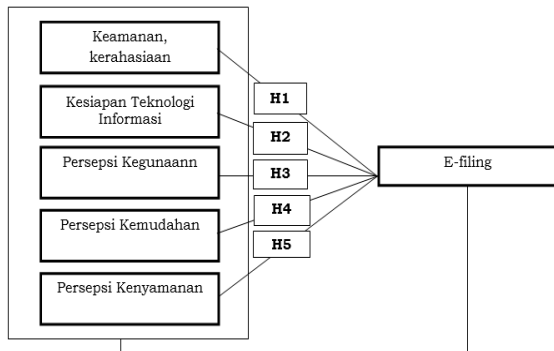 Keamanan,
kerahasiaan
H1
Kesiapan Teknologi
Informasi
H2
Persepsi Kegunaann
H3
E-filing
Persepsi Kemudahan
H4
H5
Persepsi Kenyamanan